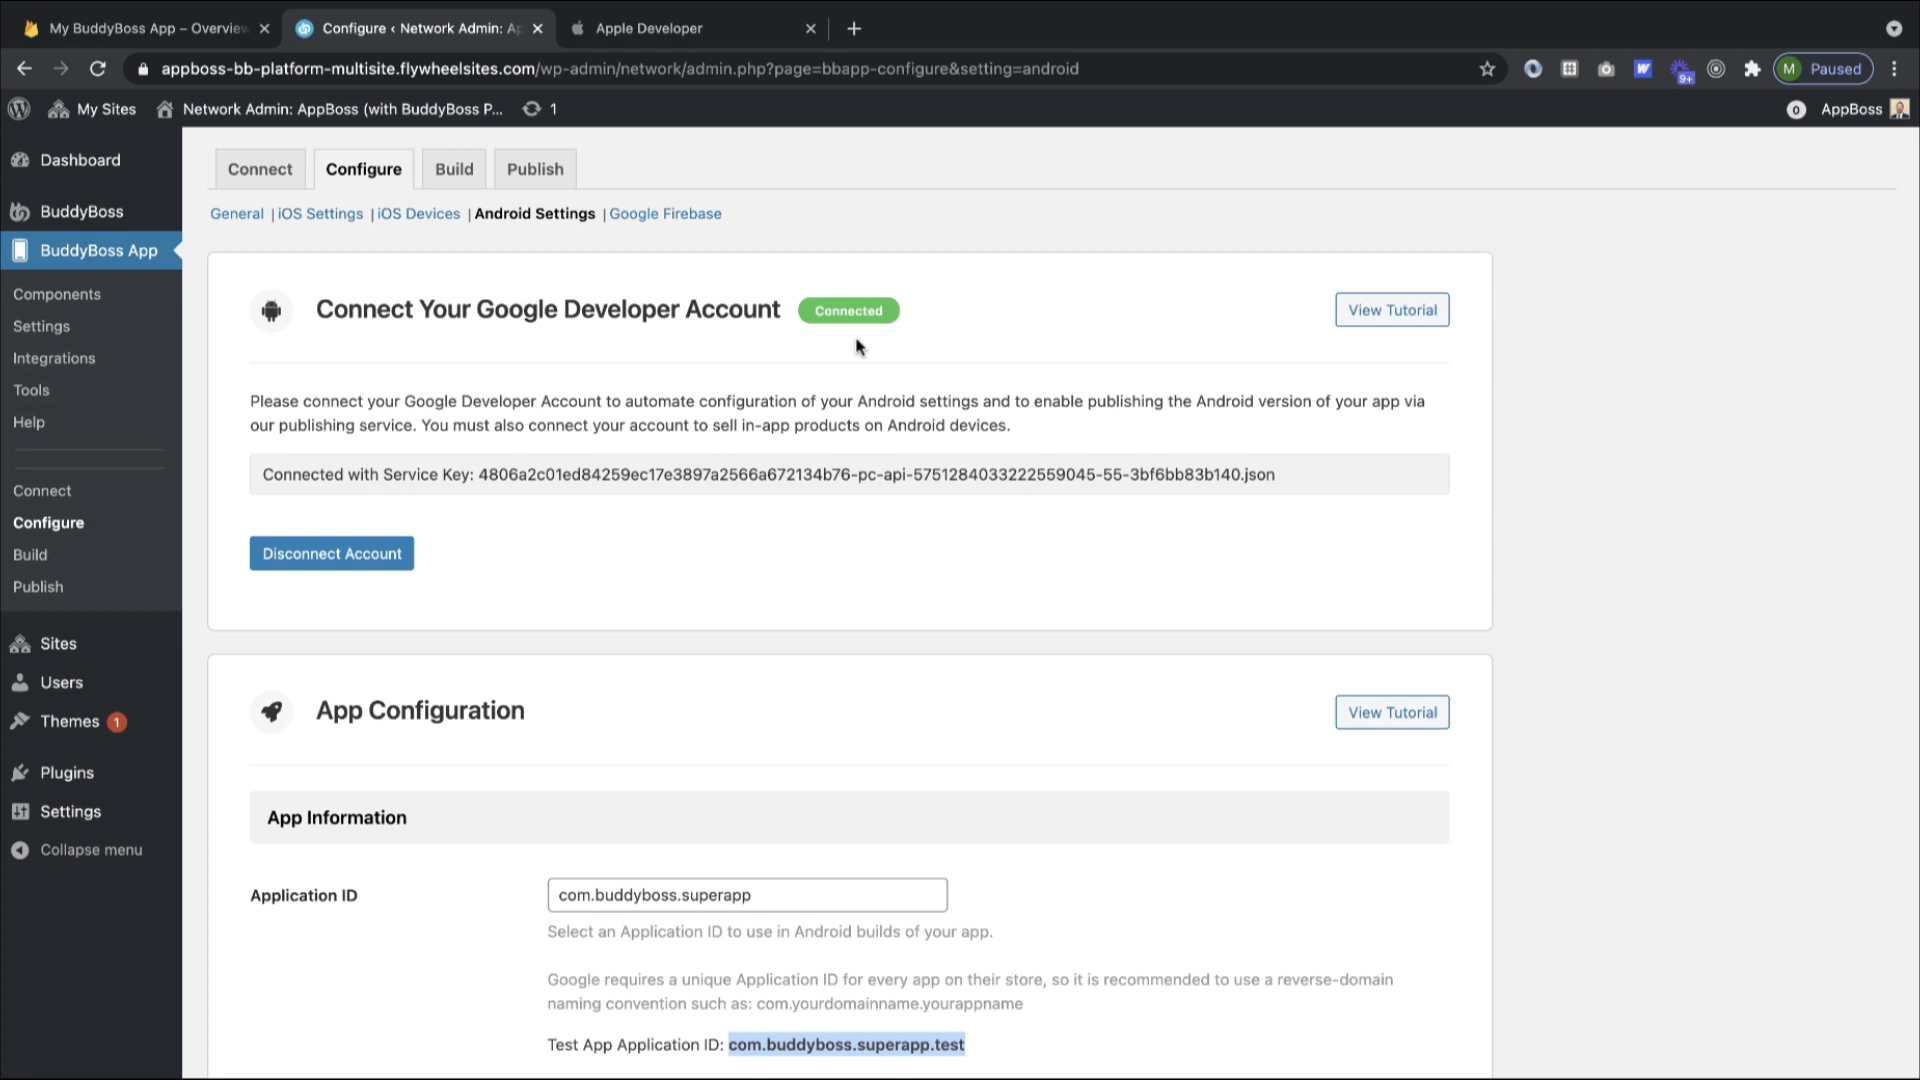 My BuddyBoss App – Overview
Configure ‹ Network Admin: Ap
Apple Developer
appboss-bb-platform-multisite.flywheelsites.com/wp-admin/network/admin.php?page=bbapp-configure&setting=android
9+
M Paused
My Sites
Network Admin: AppBoss (with BuddyBoss P...
1
0
AppBoss
Dashboard
BuddyBoss
BuddyBoss App
Components
Settings
Integrations
Tools
Help
Connect
Configure
Build
Publish
Sites
Users
Themes 1
Plugins
Settings
Collapse menu
Connect
Configure
Build
Publish
General | iOS Settings | iOS Devices | Android Settings | Google Firebase
Connect Your Google Developer Account
Connected
View Tutorial
Please connect your Google Developer Account to automate configuration of your Android settings and to enable publishing the Android version of your app via
our publishing service. You must also connect your account to sell in-app products on Android devices.
Connected with Service Key: 4806a2c01ed84259ec17e3897a2566a672134b76-pc-api-5751284033222559045-55-3bf6bb83b140.json
Disconnect Account
App Configuration
View Tutorial
App Information
Application ID
com.buddyboss.superapp
Select an Application ID to use in Android builds of your app.
Google requires a unique Application ID for every app on their store, so it is recommended to use a reverse-domain
naming convention such as: com.yourdomainname.yourappname
Test App Application ID: com.buddyboss.superapp.test